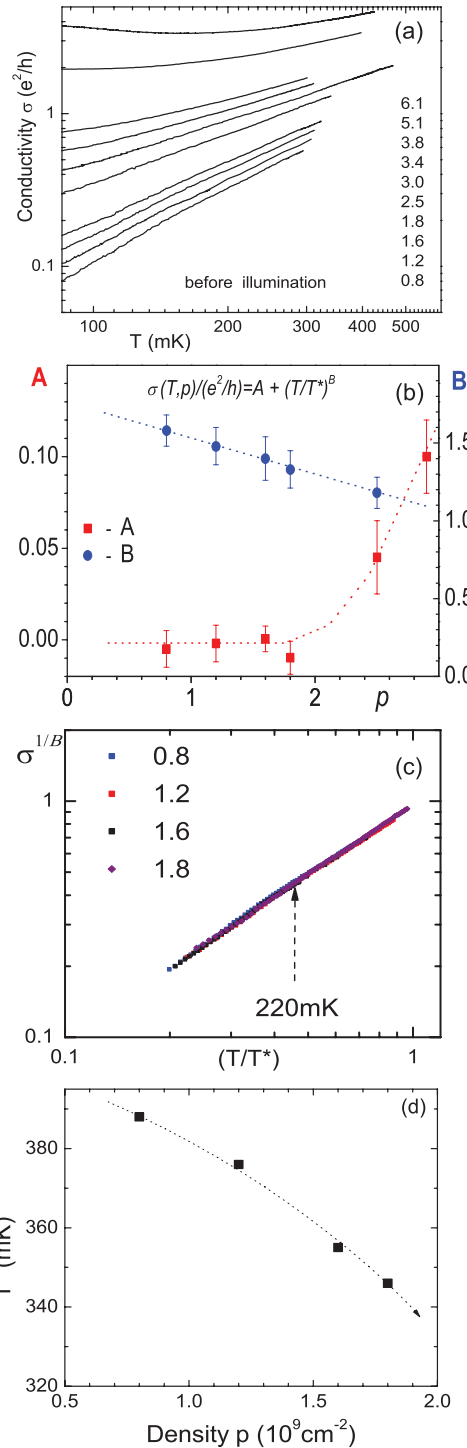 (a)
Conductivity σ (e²/h)
1
0.1
6.1
5.1
3.8
3.4
3.0
2.5
1.8
1.6
1.2
0.8
before illumination
100 200 300 400 500
T (mK)
A B
σ(T,p)/(e²/h)=A + (T/T*)^B
(b)
0.10
0.05
0.00
- A
- B
1.5
1.0
0.5
0.0
0 2 p
σ^1/B
(c)
0.8
1.2
1.6
1.8
1
0.1
220mK
0.1 1
(T/T*)
(d)
380
360
340
320
(mK)
0.5 1.0 1.5 2.0
Density p (10⁹cm⁻²)